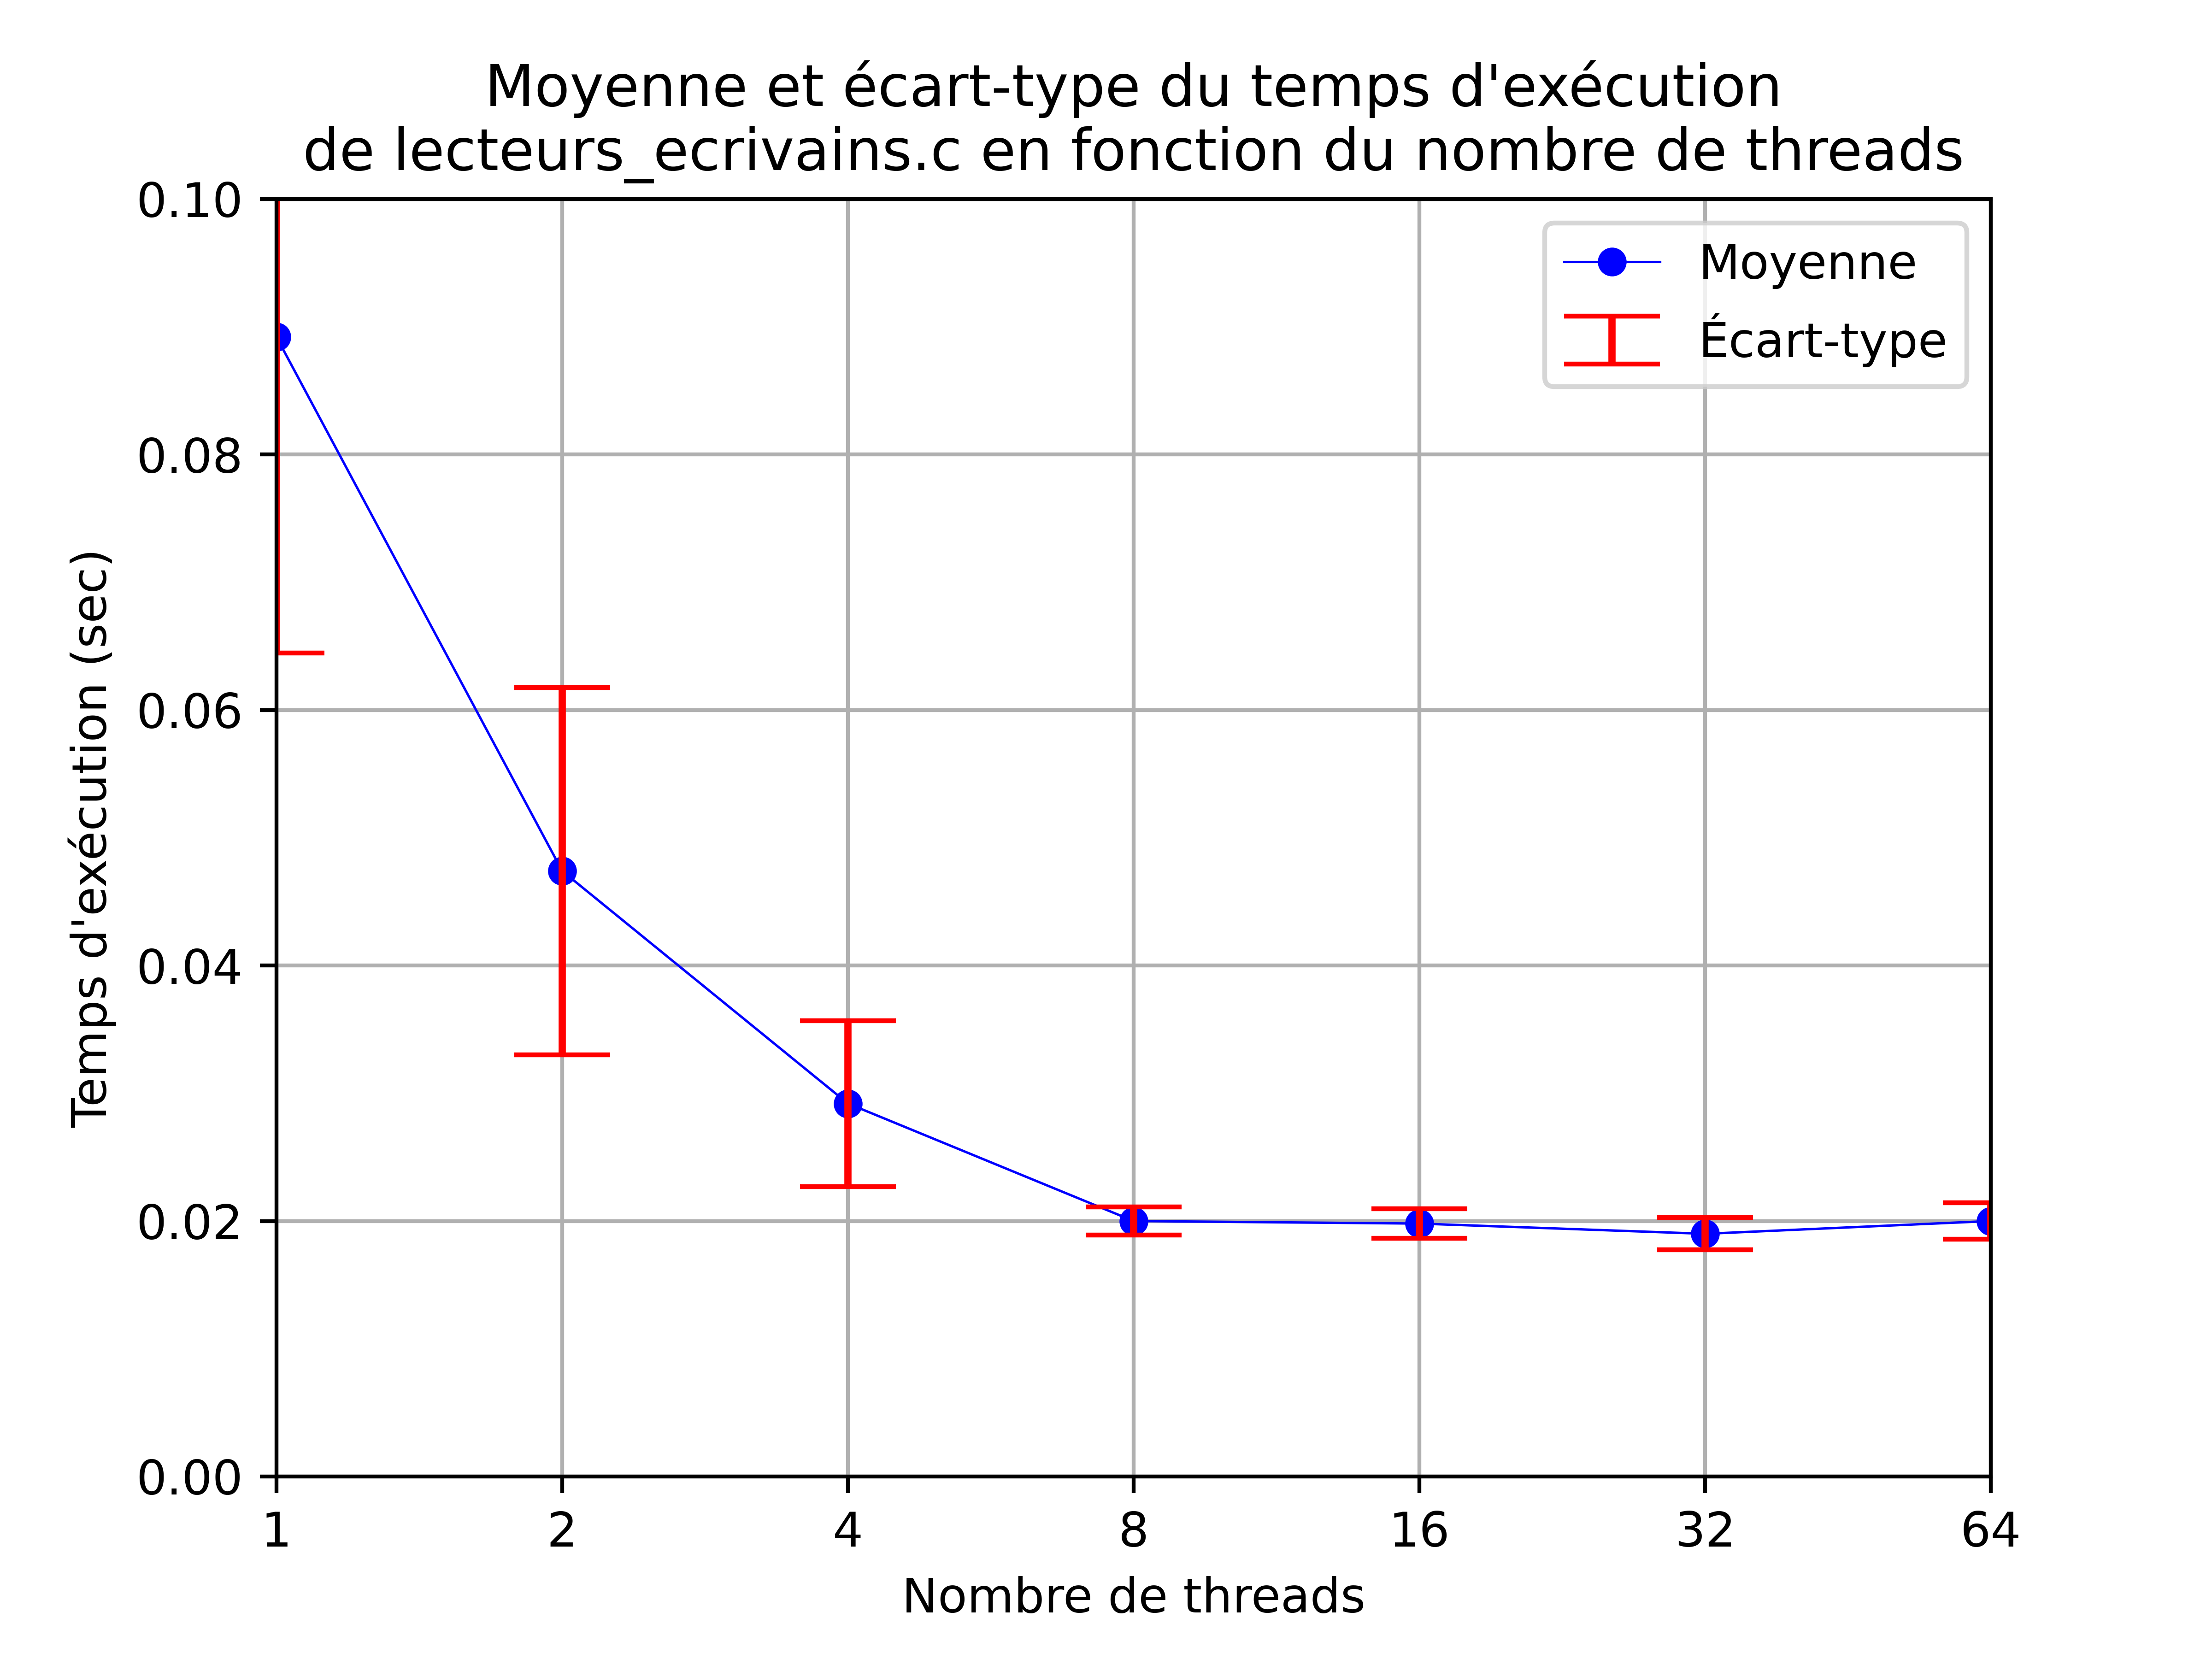 Moyenne et écart-type du temps d'exécution
de lecteurs_ecrivains.c en fonction du nombre de threads
Moyenne
Écart-type
Temps d'exécution (sec)
0.10
0.08
0.06
0.04
0.02
0.00
1 2 4 8 16 32 64
Nombre de threads